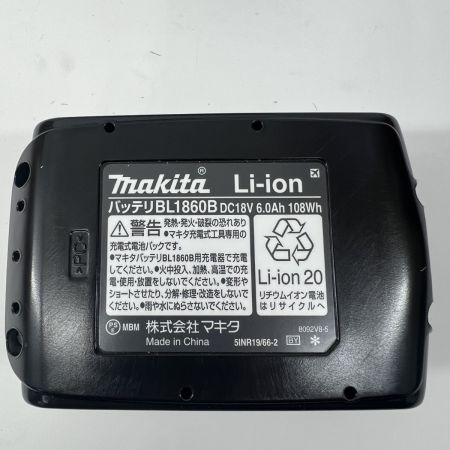 makita® Li-ion
バッテリBL1860B DC18V 6.0Ah 108Wh
警告 発熱・発火・破裂の恐れあり
●マキタ充電式工具専用の
充電式電池パックです。
●マキタバッテリBL1860B用充電器で充電
してください。●火中投入、加熱、高温での充
電・使用・放置をしないでください。●変形や
ショートさせたり、分解・修理・改造をしないで
ください。●雨や水にぬらさないでください。
Li-ion 20
リチウムイオン電池
はリサイクルへ
PS MBM 株式会社マキタ
Made in China 5INR19/66-2
8092V8-5
BY
PC